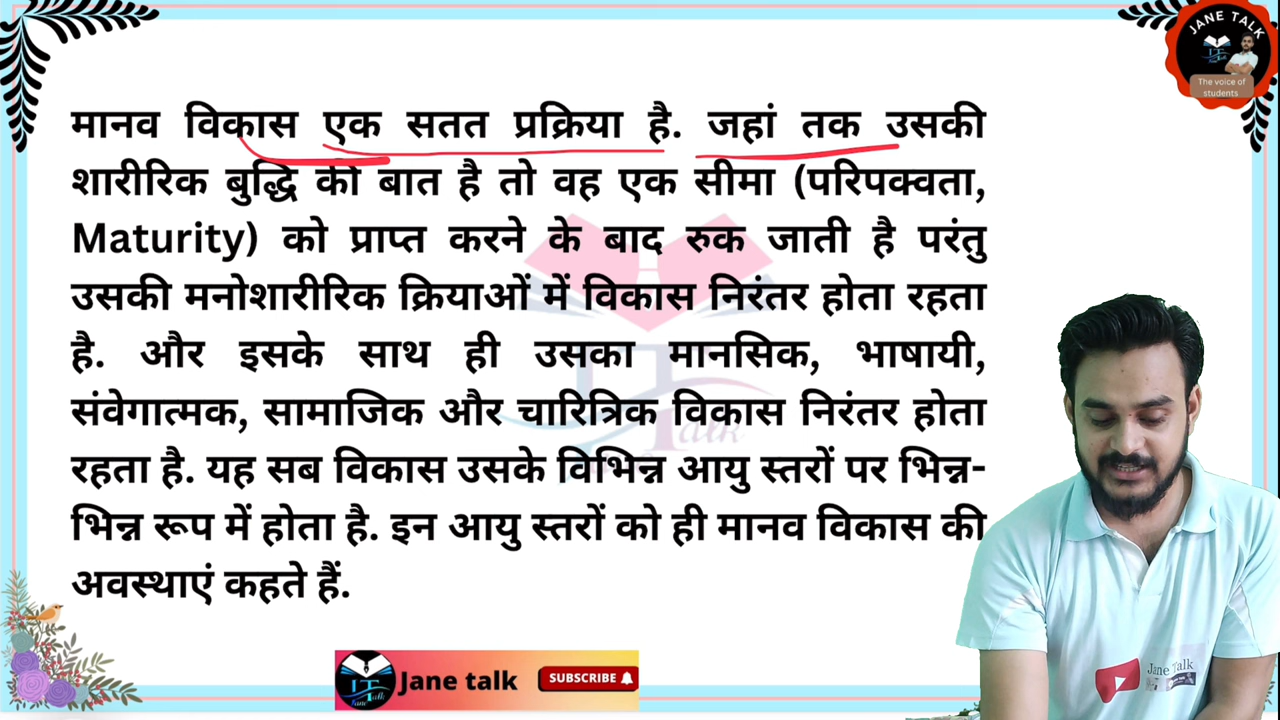 JANE TALK
The voice of
students
मानव विकास एक सतत प्रक्रिया है. जहां तक उसकी
शारीरिक बुद्धि की बात है तो वह एक सीमा (परिपक्वता,
Maturity) को प्राप्त करने के बाद रुक जाती है परंतु
उसकी मनोशारीरिक क्रियाओं में विकास निरंतर होता रहता
है. और इसके साथ ही उसका मानसिक, भाषायी,
संवेगात्मक, सामाजिक और चारित्रिक विकास निरंतर होता
रहता है. यह सब विकास उसके विभिन्न आयु स्तरों पर भिन्न-
भिन्न रूप में होता है. इन आयु स्तरों को ही मानव विकास की
अवस्थाएं कहते हैं.
Jane Talk
Jane talk
SUBSCRIBE